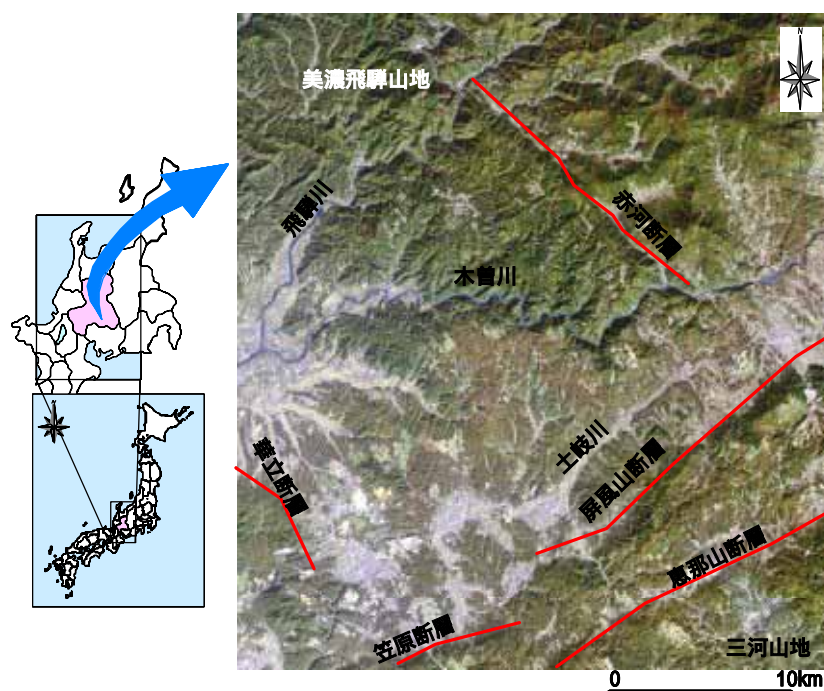 N
美濃飛騨山地
飛騨川
赤河断層
木曽川
土岐川
華立断層
屏風山断層
恵那山断層
笠原断層
三河山地
0 10km